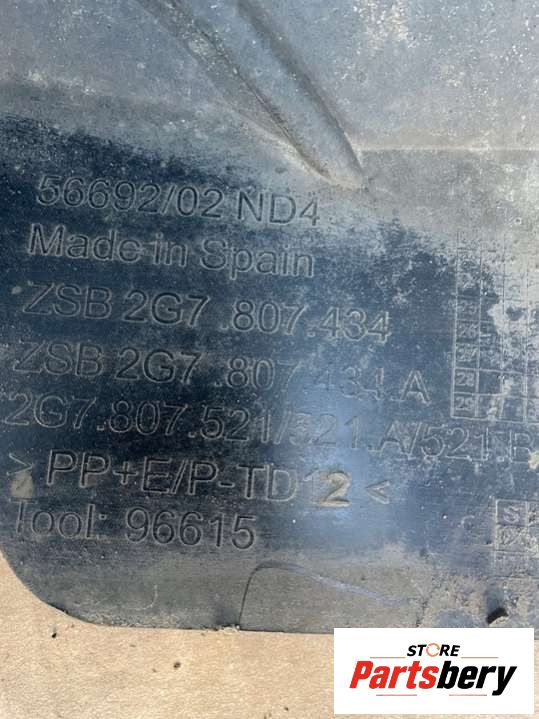 56692/02 ND4
Made in Spain
ZSB 2G7.807.434
ZSB 2G7.807.434.A
2G7.807.521/521.A/521.B
> PP+E/P-TD12 <
Tool: 96615
STORE
Partsbery